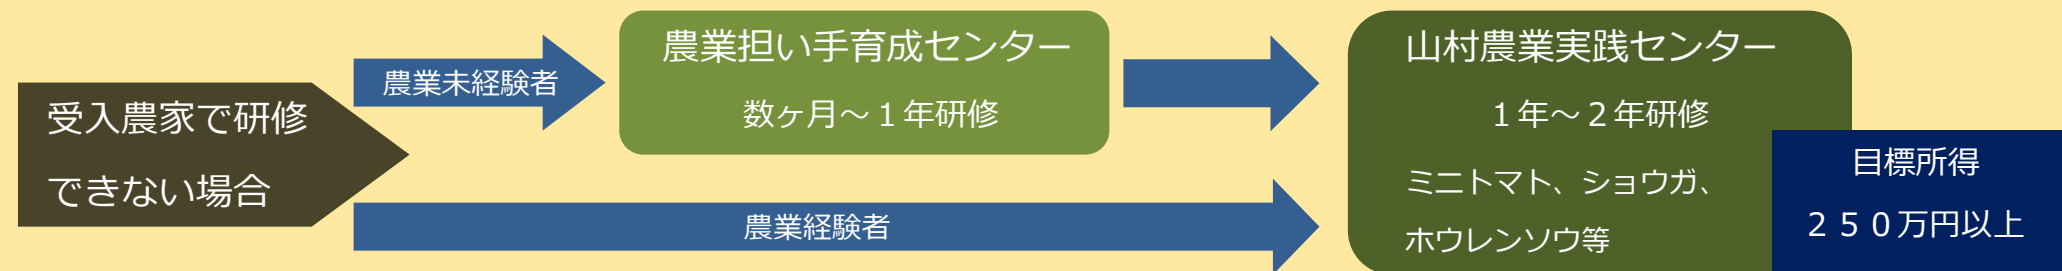 受入農家で研修
できない場合
農業未経験者
農業担い手育成センター
数ヶ月～１年研修
農業経験者
山村農業実践センター
１年～２年研修
ミニトマト、ショウガ、
ホウレンソウ等
目標所得
２５０万円以上